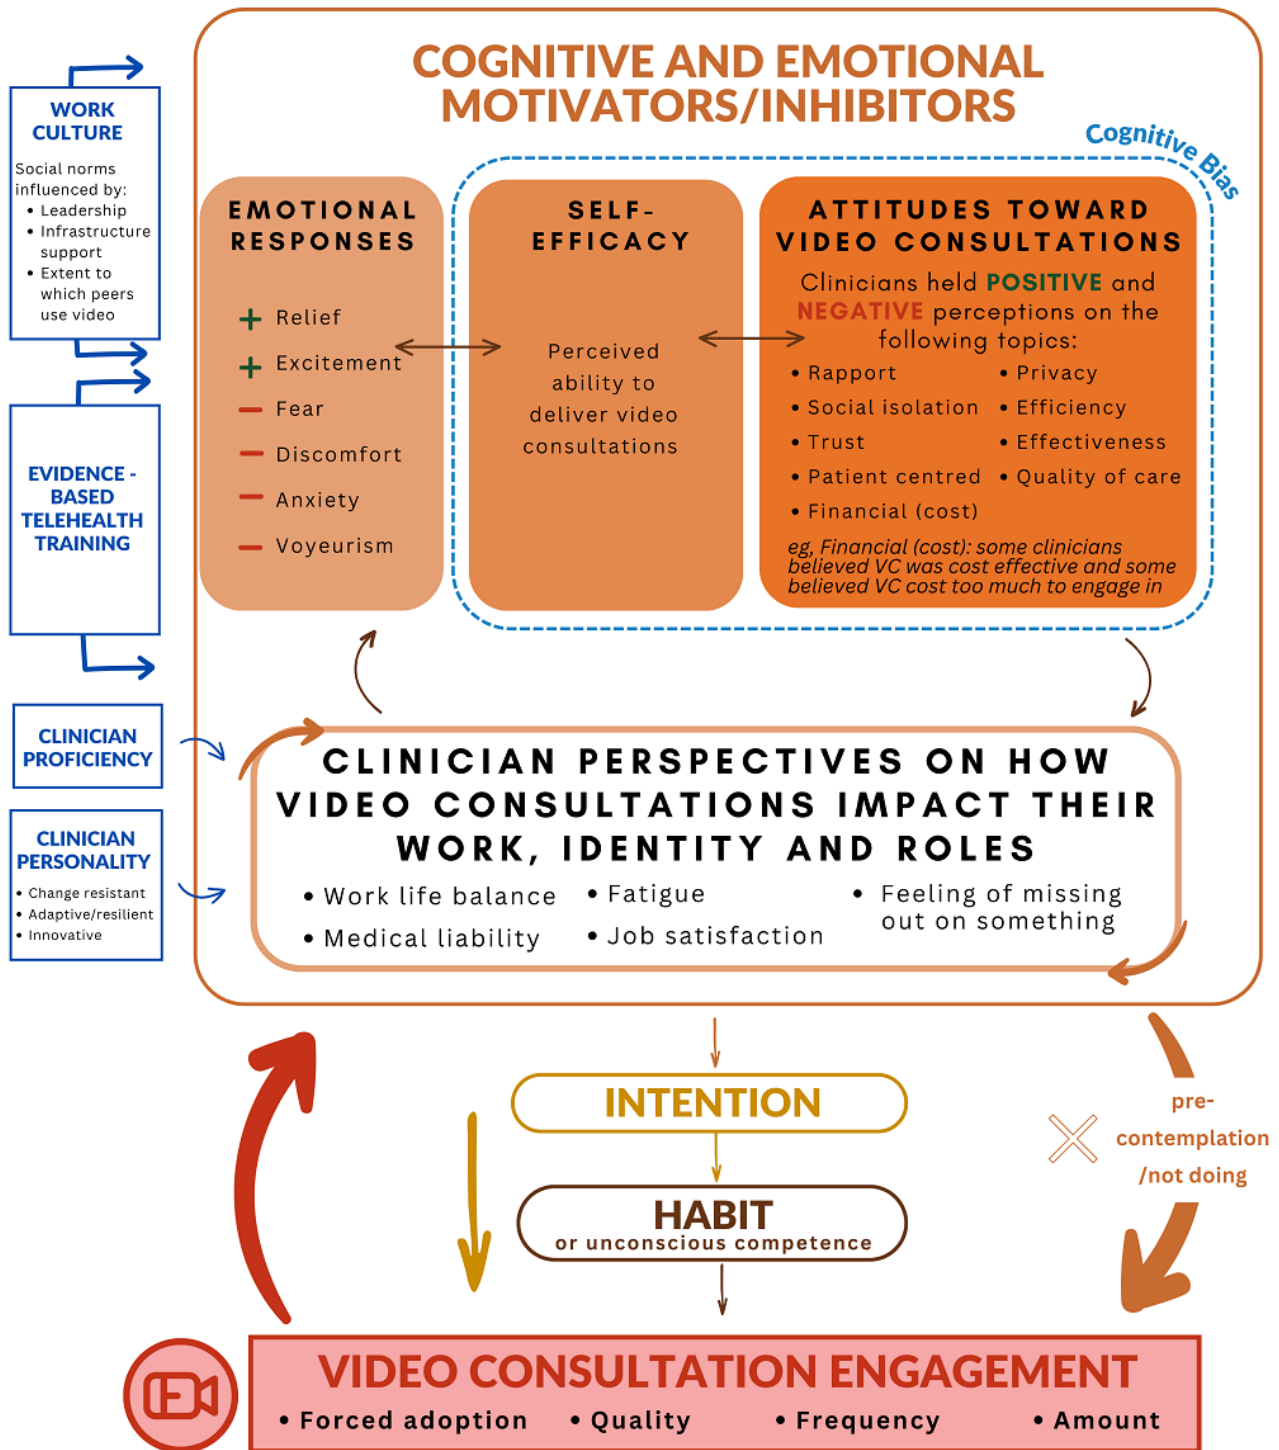 COGNITIVE AND EMOTIONAL
MOTIVATORS/INHIBITORS
Cognitive Bias
WORK
CULTURE
Social norms
influenced by:
• Leadership
• Infrastructure
support
• Extent to
which peers
use video
EVIDENCE -
BASED
TELEHEALTH
TRAINING
CLINICIAN
PROFICIENCY
CLINICIAN
PERSONALITY
• Change resistant
• Adaptive/resilient
• Innovative
EMOTIONAL
RESPONSES
+ Relief
+ Excitement
– Fear
– Discomfort
– Anxiety
– Voyeurism
SELF-
EFFICACY
Perceived
ability to
deliver video
consultations
ATTITUDES TOWARD
VIDEO CONSULTATIONS
Clinicians held POSITIVE and
NEGATIVE perceptions on the
following topics:
• Rapport
• Social isolation
• Trust
• Patient centred
• Financial (cost)
• Privacy
• Efficiency
• Effectiveness
• Quality of care
eg, Financial (cost): some clinicians
believed VC was cost effective and some
believed VC cost too much to engage in
CLINICIAN PERSPECTIVES ON HOW
VIDEO CONSULTATIONS IMPACT THEIR
WORK, IDENTITY AND ROLES
• Work life balance
• Medical liability
• Fatigue
• Job satisfaction
• Feeling of missing
out on something
INTENTION
HABIT
or unconscious competence
pre-
contemplation
/not doing
VIDEO CONSULTATION ENGAGEMENT
• Forced adoption • Quality • Frequency • Amount